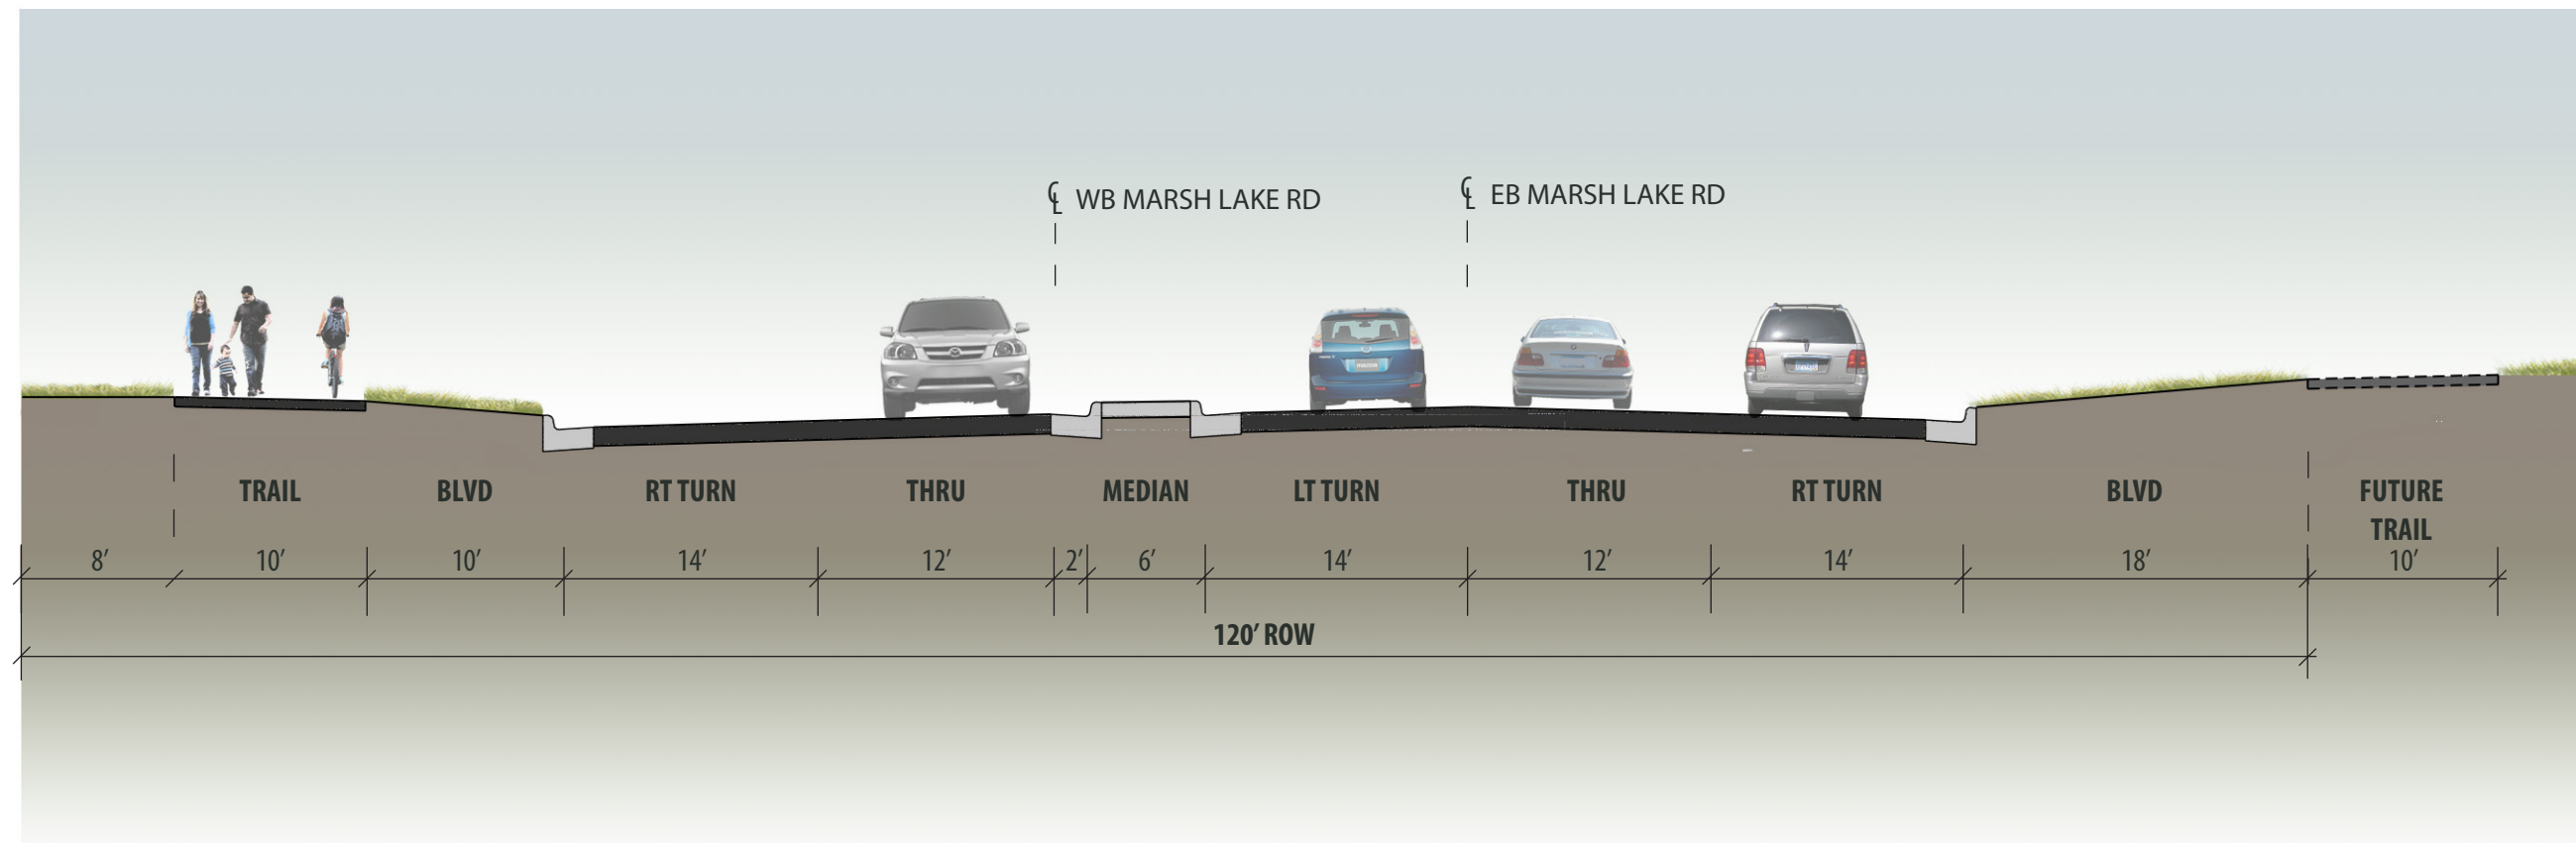 ℄ WB MARSH LAKE RD
℄ EB MARSH LAKE RD
TRAIL
BLVD
RT TURN
THRU
MEDIAN
LT TURN
THRU
RT TURN
BLVD
FUTURE
TRAIL
8’
10’
10’
14’
12’
2’
6’
14’
12’
14’
18’
10’
120’ ROW